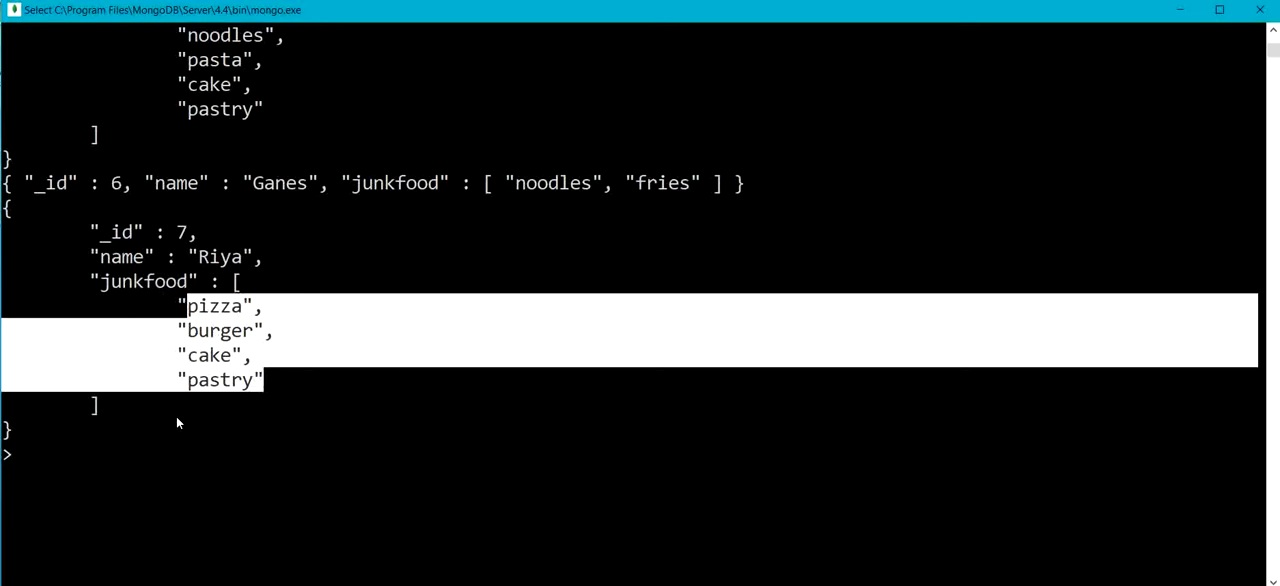 Select C:\Program Files\MongoDB\Server\4.4\bin\mongo.exe
"noodles",
"pasta",
"cake",
"pastry"
]
}
{ "_id" : 6, "name" : "Ganes", "junkfood" : [ "noodles", "fries" ] }
{
"_id" : 7,
"name" : "Riya",
"junkfood" : [
"pizza",
"burger",
"cake",
"pastry"
]
}
>